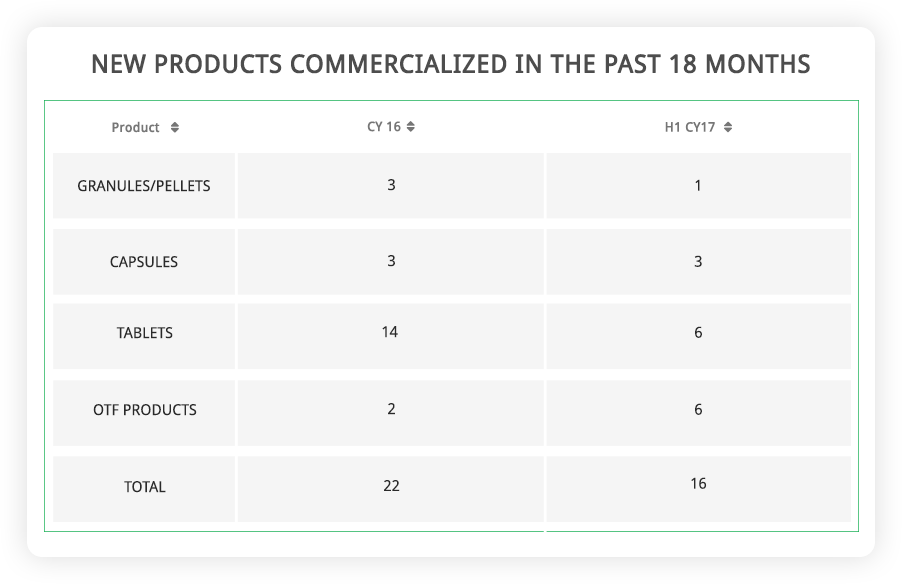 NEW PRODUCTS COMMERCIALIZED IN THE PAST 18 MONTHS
Product CY 16 H1 CY17
GRANULES/PELLETS 3 1
CAPSULES 3 3
TABLETS 14 6
OTF PRODUCTS 2 6
TOTAL 22 16